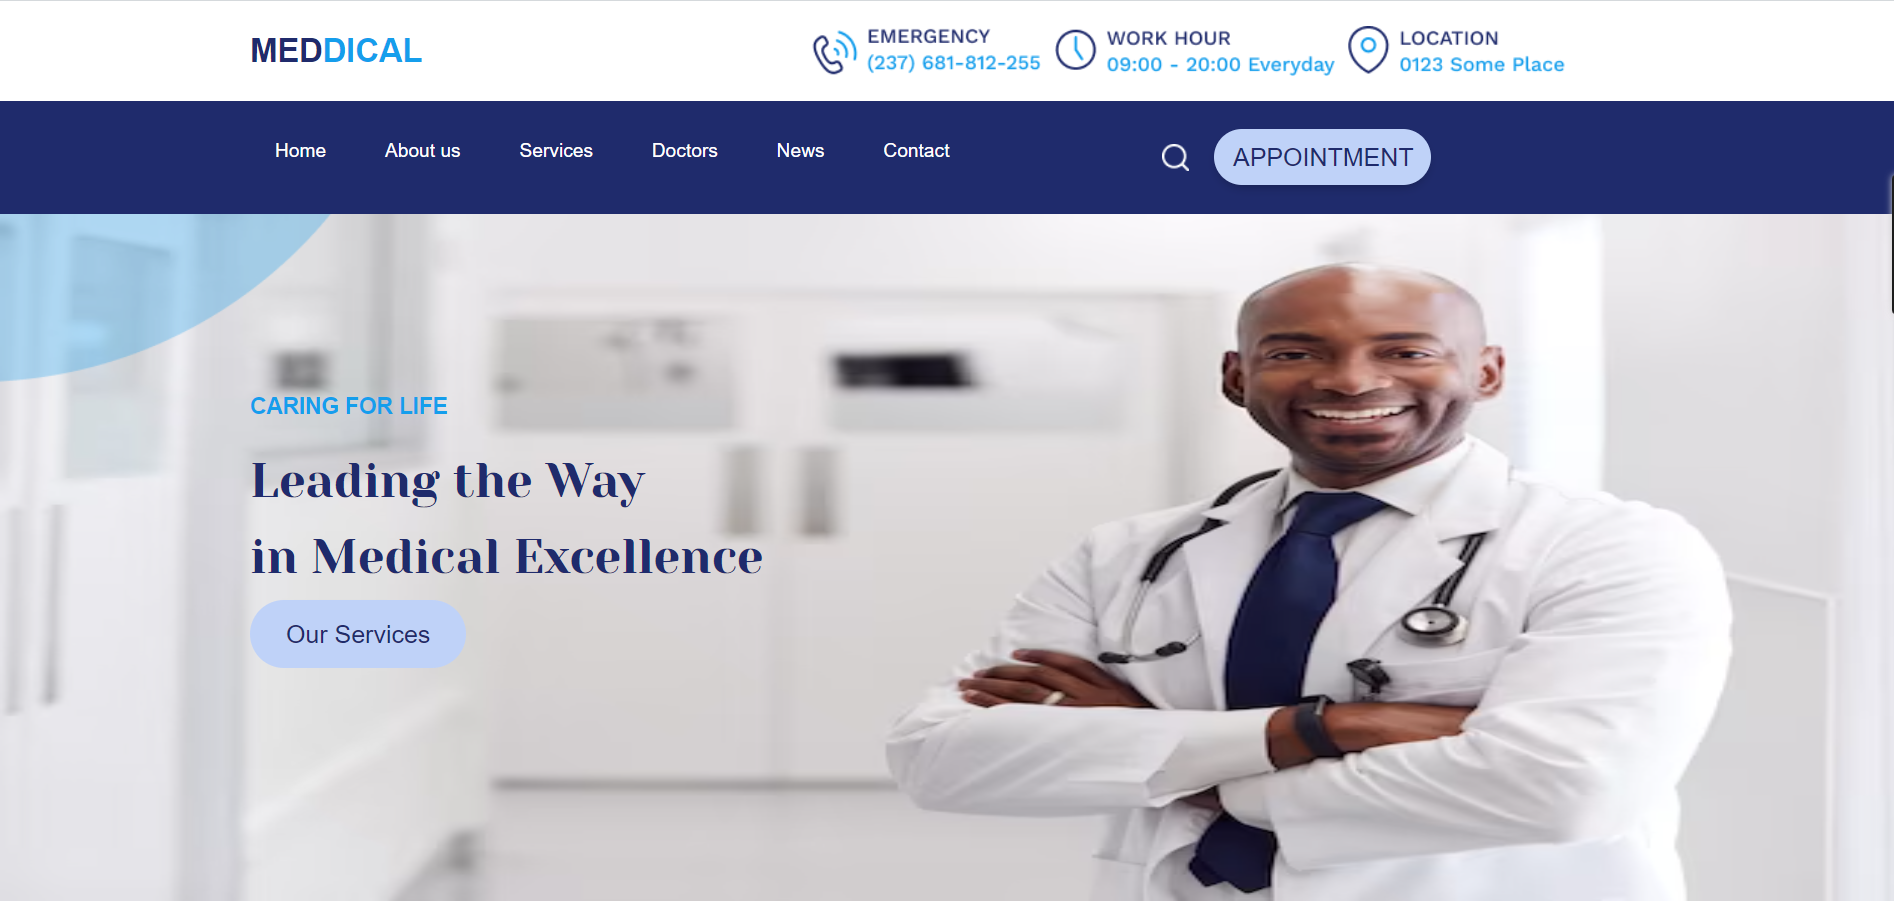 MEDDICAL
EMERGENCY
(237) 681-812-255
WORK HOUR
09:00 - 20:00 Everyday
LOCATION
0123 Some Place
Home
About us
Services
Doctors
News
Contact
APPOINTMENT
CARING FOR LIFE
Leading the Way
in Medical Excellence
Our Services